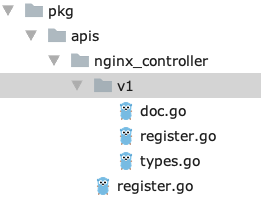 pkg
apis
nginx_controller
v1
doc.go
register.go
types.go
register.go